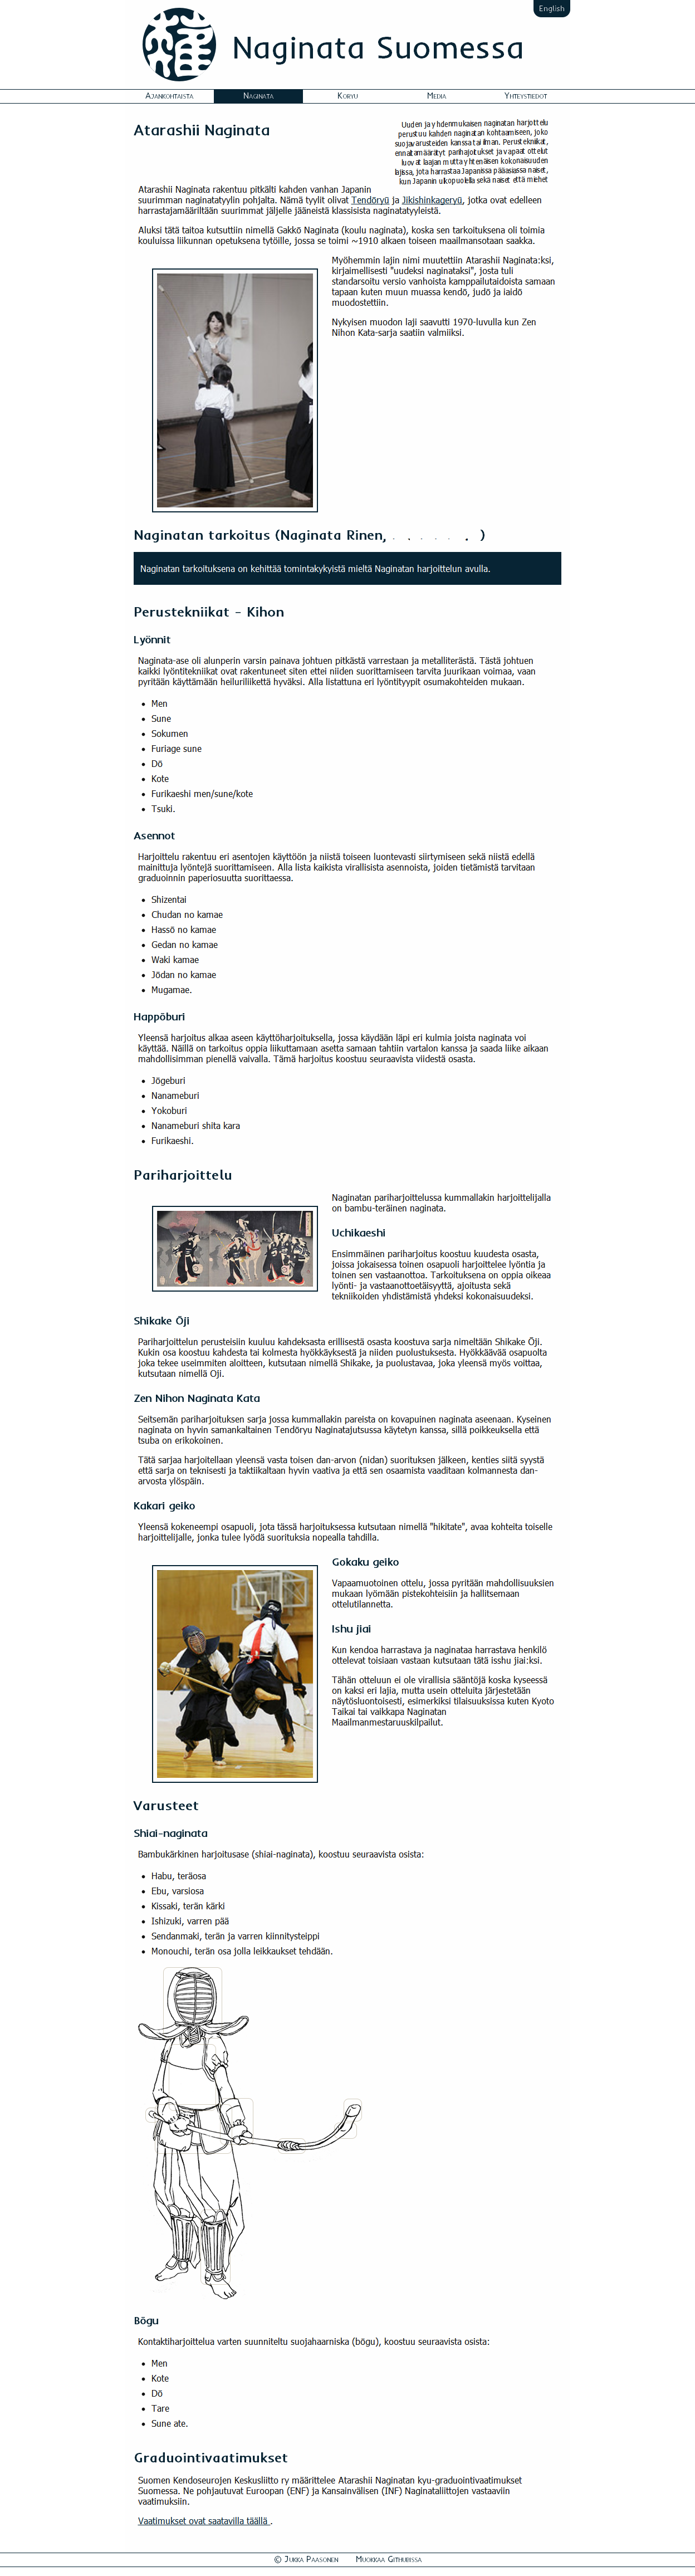 English
Naginata Suomessa
Ajankohtaista Naginata Koryu Media Yhteystiedot
Atarashii Naginata
Uuden ja yhdenmukaisen naginatan harjoittelu
perustuu kahden naginatan kohtaamiseen, joko
suojavarusteiden kanssa tai ilman. Perustekniikat,
ennaltamäärätyt pariharjoitukset ja vapaat ottelut
luovat laajan mutta yhtenäisen kokonaisuuden
lajissa, jota harrastaa Japanissa pääasiassa naiset,
kun Japanin ulkopuolella sekä naiset että miehet
Atarashii Naginata rakentuu pitkälti kahden vanhan Japanin
suurimman naginatatyylin pohjalta. Nämä tyylit olivat Tendōryū ja Jikishinkageryū, jotka ovat edelleen
harrastajamääriltään suurimmat jäljelle jääneistä klassisista naginatatyyleistä.
Aluksi tätä taitoa kutsuttiin nimellä Gakkō Naginata (koulu naginata), koska sen tarkoituksena oli toimia
kouluissa liikunnan opetuksena tytöille, jossa se toimi ~1910 alkaen toiseen maailmansotaan saakka.
Myöhemmin lajin nimi muutettiin Atarashii Naginata:ksi,
kirjaimellisesti "uudeksi naginataksi", josta tuli
standarsoitu versio vanhoista kamppailutaidoista samaan
tapaan kuten muun muassa kendō, judō ja iaidō
muodostettiin.
Nykyisen muodon laji saavutti 1970-luvulla kun Zen
Nihon Kata-sarja saatiin valmiiksi.
Naginatan tarkoitus (Naginata Rinen, )
Naginatan tarkoituksena on kehittää tomintakykyistä mieltä Naginatan harjoittelun avulla.
Perustekniikat - Kihon
Lyönnit
Naginata-ase oli alunperin varsin painava johtuen pitkästä varrestaan ja metalliterästä. Tästä johtuen
kaikki lyöntitekniikat ovat rakentuneet siten ettei niiden suorittamiseen tarvita juurikaan voimaa, vaan
pyritään käyttämään heiluriliikettä hyväksi. Alla listattuna eri lyöntityypit osumakohteiden mukaan.
Men
Sune
Sokumen
Furiage sune
Dō
Kote
Furikaeshi men/sune/kote
Tsuki.
Asennot
Harjoittelu rakentuu eri asentojen käyttöön ja niistä toiseen luontevasti siirtymiseen sekä niistä edellä
mainittuja lyöntejä suorittamiseen. Alla lista kaikista virallisista asennoista, joiden tietämistä tarvitaan
graduoinnin paperiosuutta suorittaessa.
Shizentai
Chudan no kamae
Hassō no kamae
Gedan no kamae
Waki kamae
Jōdan no kamae
Mugamae.
Happōburi
Yleensä harjoitus alkaa aseen käyttöharjoituksella, jossa käydään läpi eri kulmia joista naginata voi
käyttää. Näillä on tarkoitus oppia liikuttamaan asetta samaan tahtiin vartalon kanssa ja saada liike aikaan
mahdollisimman pienellä vaivalla. Tämä harjoitus koostuu seuraavista viidestä osasta.
Jōgeburi
Nanameburi
Yokoburi
Nanameburi shita kara
Furikaeshi.
Pariharjoittelu
Naginatan pariharjoittelussa kummallakin harjoittelijalla
on bambu-teräinen naginata.
Uchikaeshi
Ensimmäinen pariharjoitus koostuu kuudesta osasta,
joissa jokaisessa toinen osapuoli harjoittelee lyöntia ja
toinen sen vastaanottoa. Tarkoituksena on oppia oikeaa
lyönti- ja vastaanottoetäisyyttä, ajoitusta sekä
tekniikoiden yhdistämistä yhdeksi kokonaisuudeksi.
Shikake Ōji
Pariharjoittelun perusteisiin kuuluu kahdeksasta erillisestä osasta koostuva sarja nimeltään Shikake Ōji.
Kukin osa koostuu kahdesta tai kolmesta hyökkäyksestä ja niiden puolustuksesta. Hyökkäävää osapuolta
joka tekee useimmiten aloitteen, kutsutaan nimellä Shikake, ja puolustavaa, joka yleensä myös voittaa,
kutsutaan nimellä Oji.
Zen Nihon Naginata Kata
Seitsemän pariharjoituksen sarja jossa kummallakin pareista on kovapuinen naginata aseenaan. Kyseinen
naginata on hyvin samankaltainen Tendōryu Naginatajutsussa käytetyn kanssa, sillä poikkeuksella että
tsuba on erikokoinen.
Tätä sarjaa harjoitellaan yleensä vasta toisen dan-arvon (nidan) suorituksen jälkeen, kenties siitä syystä
että sarja on teknisesti ja taktiikaltaan hyvin vaativa ja että sen osaamista vaaditaan kolmannesta dan-
arvosta ylöspäin.
Kakari geiko
Yleensä kokeneempi osapuoli, jota tässä harjoituksessa kutsutaan nimellä "hikitate", avaa kohteita toiselle
harjoittelijalle, jonka tulee lyödä suorituksia nopealla tahdilla.
Gokaku geiko
Vapaamuotoinen ottelu, jossa pyritään mahdollisuuksien
mukaan lyömään pistekohteisiin ja hallitsemaan
ottelutilannetta.
Ishu jiai
Kun kendoa harrastava ja naginataa harrastava henkilö
ottelevat toisiaan vastaan kutsutaan tätä isshu jiai:ksi.
Tähän otteluun ei ole virallisia sääntöjä koska kyseessä
on kaksi eri lajia, mutta usein otteluita järjestetään
näytösluontoisesti, esimerkiksi tilaisuuksissa kuten Kyoto
Taikai tai vaikkapa Naginatan
Maailmanmestaruuskilpailut.
Varusteet
Shiai-naginata
Bambukärkinen harjoitusase (shiai-naginata), koostuu seuraavista osista:
Habu, teräosa
Ebu, varsiosa
Kissaki, terän kärki
Ishizuki, varren pää
Sendanmaki, terän ja varren kiinnitysteippi
Monouchi, terän osa jolla leikkaukset tehdään.
Bōgu
Kontaktiharjoittelua varten suunniteltu suojahaarniska (bōgu), koostuu seuraavista osista:
Men
Kote
Dō
Tare
Sune ate.
Graduointivaatimukset
Suomen Kendoseurojen Keskusliitto ry määrittelee Atarashii Naginatan kyu-graduointivaatimukset
Suomessa. Ne pohjautuvat Euroopan (ENF) ja Kansainvälisen (INF) Naginataliittojen vastaaviin
vaatimuksiin.
Vaatimukset ovat saatavilla täällä .
© Jukka Paasonen Muokkaa Githubissa